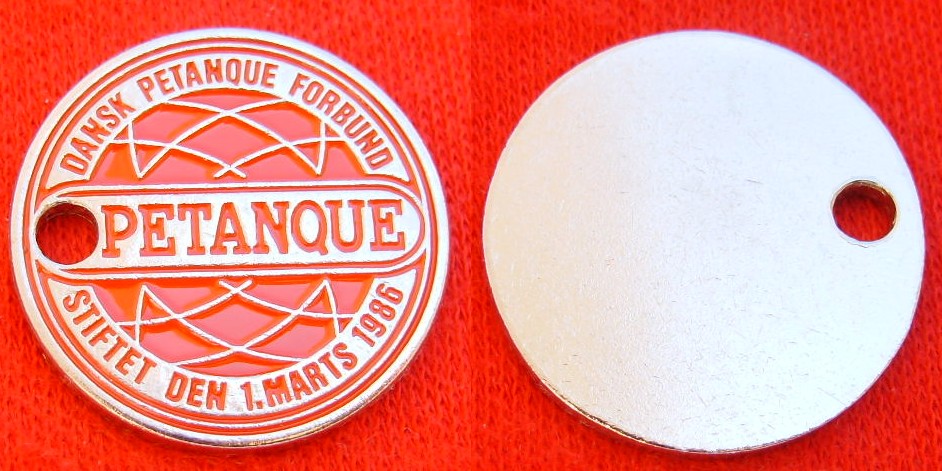 DANSK PETANQUE FORBUND
PETANQUE
STIFTET DEN 1. MARTS 1986